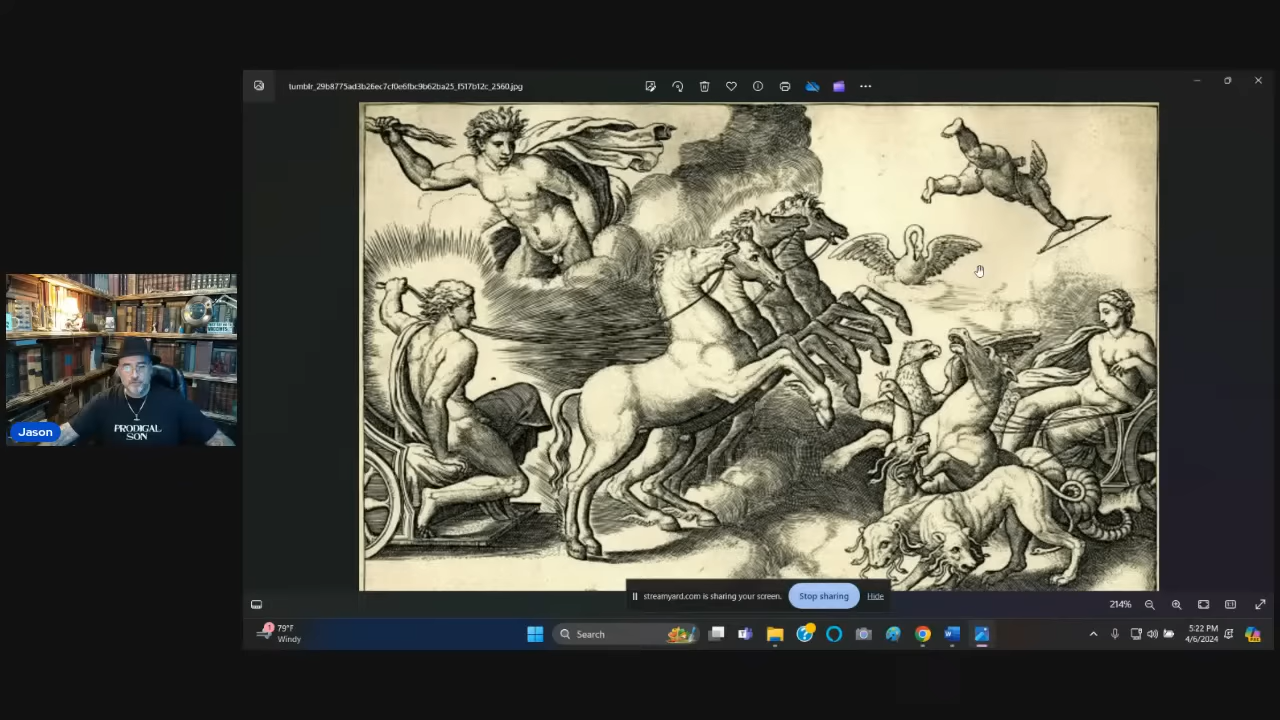 tumblr_29b8775ad3b26ec7cf0e6fbc9b62ba25_f517b12c_2560.jpg
Jason
PRODIGAL
SON
streamyard.com is sharing your screen.
Stop sharing
Hide
214%
1
79°F
Windy
Search
5:22 PM
4/6/2024